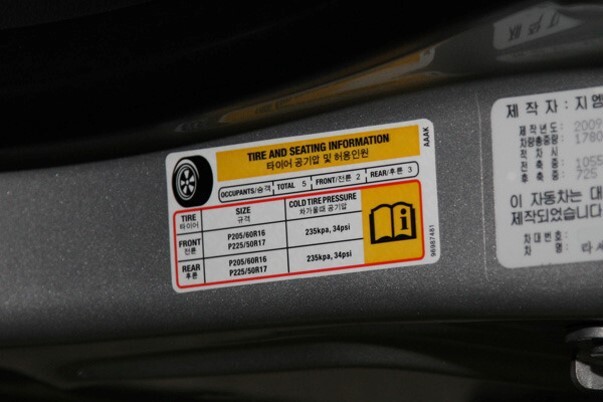 TIRE AND SEATING INFORMATION
타이어 공기압 및 허용인원
OCCUPANTS/승객 TOTAL 5 FRONT/전륜 2 REAR/후륜 3
TIRE SIZE COLD TIRE PRESSURE
타이어 규격 차가울때 공기압
FRONT P205/60R16 235kpa, 34psi
전륜 P225/50R17
REAR P205/60R16 235kpa, 34psi
후륜 P225/50R17
AAAK
96987481
제 작 자 : 지엠
제작년도: 2009
차량총중량: 1780
전 축 중: 1055
후 축 중: 725
이 자동차는 대
제작되었습니다
차대번호:
차 명 : 라세